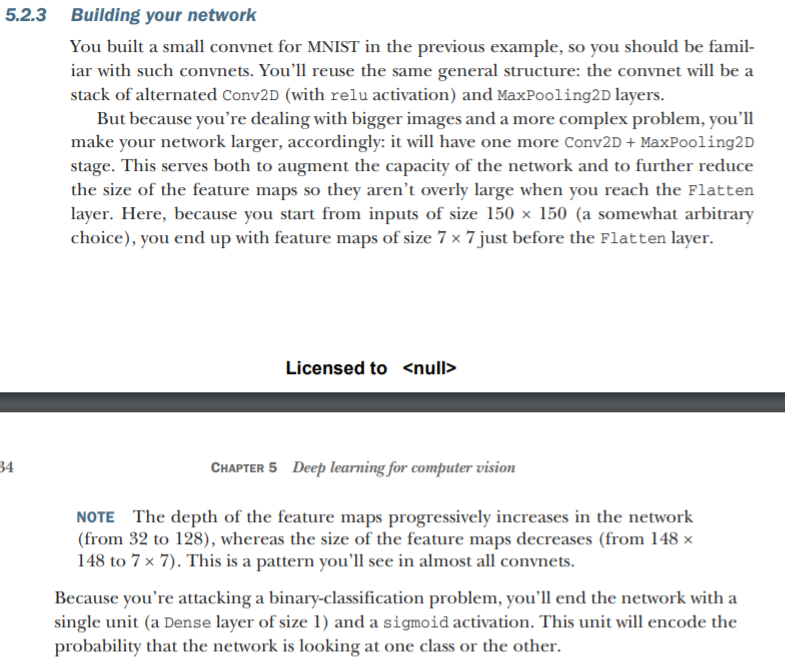 5.2.3 Building your network
You built a small convnet for MNIST in the previous example, so you should be famil-
iar with such convnets. You'll reuse the same general structure: the convnet will be a
stack of alternated Conv2D (with relu activation) and MaxPooling2D layers.
But because you're dealing with bigger images and a more complex problem, you'll
make your network larger, accordingly: it will have one more Conv2D + MaxPooling2D
stage. This serves both to augment the capacity of the network and to further reduce
the size of the feature maps so they aren't overly large when you reach the Flatten
layer. Here, because you start from inputs of size 150 × 150 (a somewhat arbitrary
choice), you end up with feature maps of size 7 × 7 just before the Flatten layer.
Licensed to <null>
34 CHAPTER 5 Deep learning for computer vision
NOTE The depth of the feature maps progressively increases in the network
(from 32 to 128), whereas the size of the feature maps decreases (from 148 ×
148 to 7 × 7). This is a pattern you'll see in almost all convnets.
Because you're attacking a binary-classification problem, you'll end the network with a
single unit (a Dense layer of size 1) and a sigmoid activation. This unit will encode the
probability that the network is looking at one class or the other.